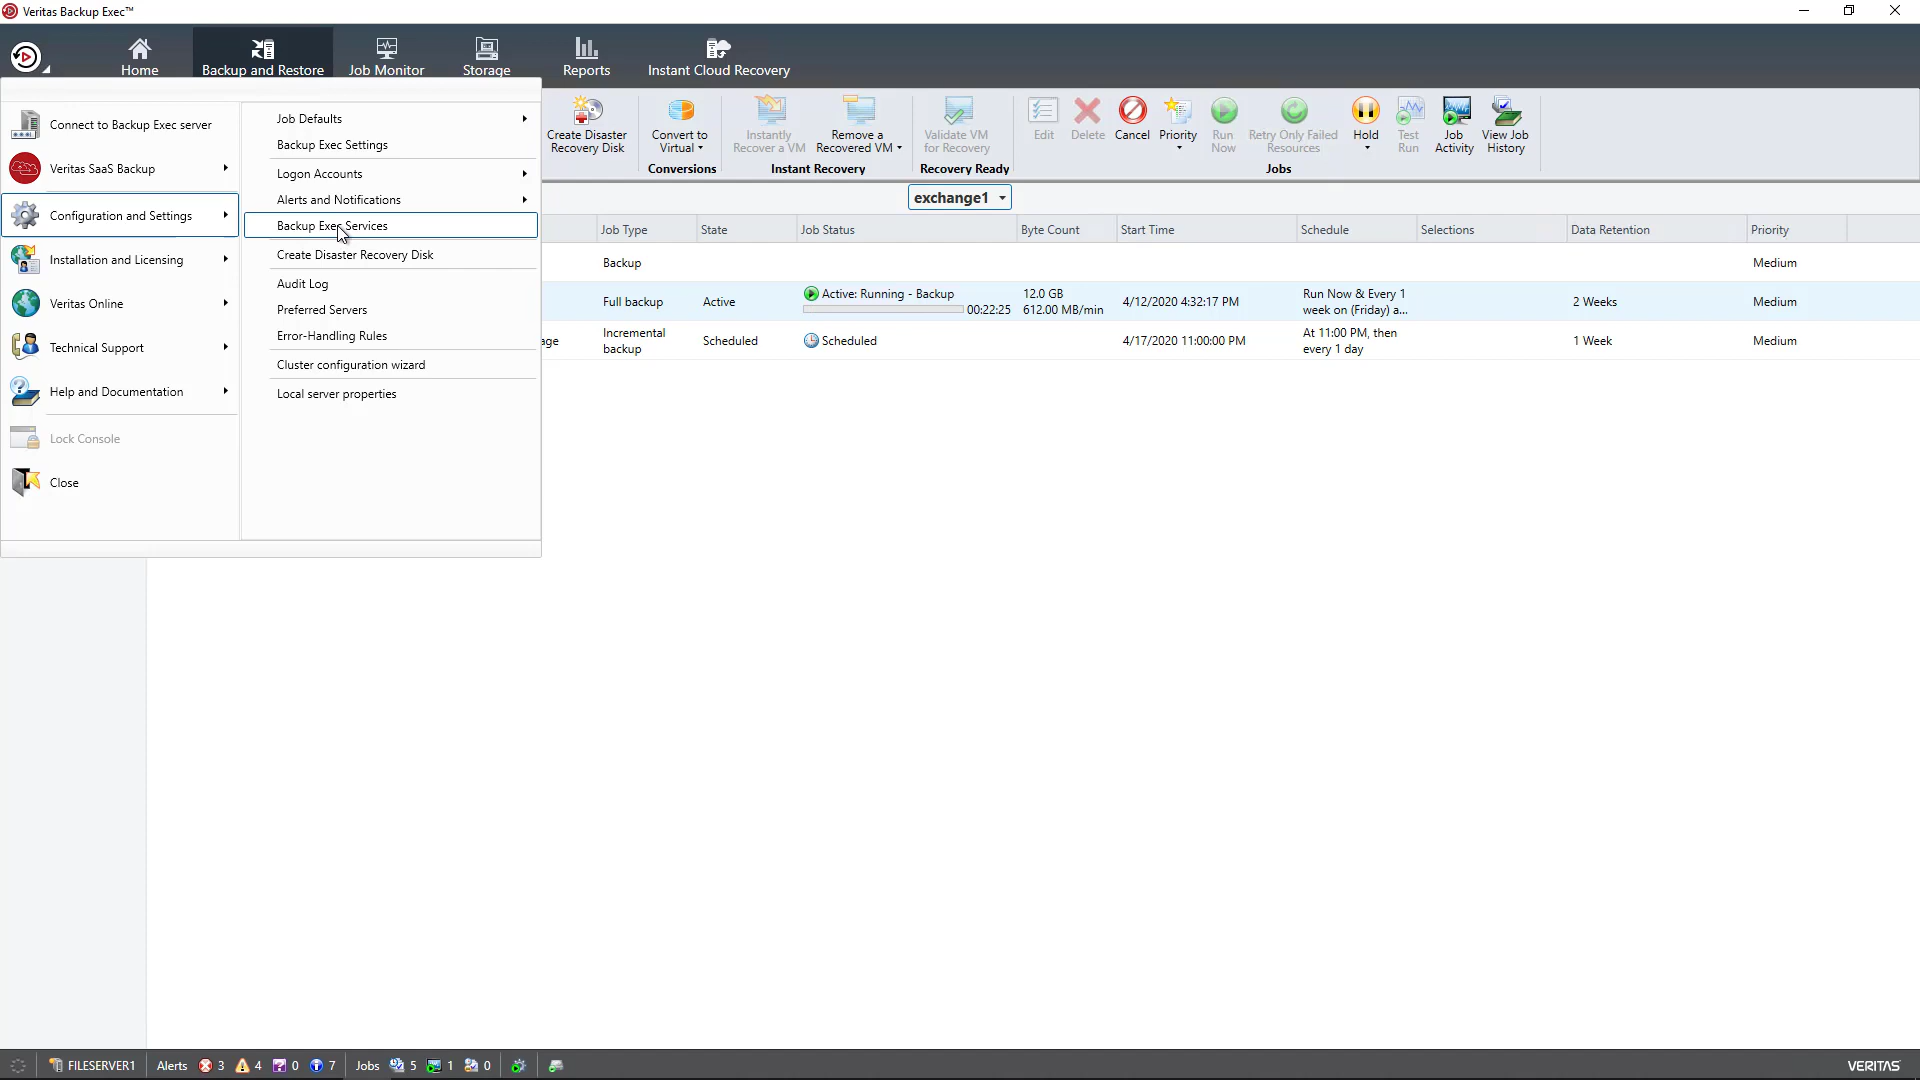 Veritas Backup Exec™
Home
Backup and Restore
Job Monitor
Storage
Reports
Instant Cloud Recovery
Connect to Backup Exec server
Veritas SaaS Backup
Configuration and Settings
Installation and Licensing
Veritas Online
Technical Support
Help and Documentation
Lock Console
Close
Job Defaults
Backup Exec Settings
Logon Accounts
Alerts and Notifications
Backup Exec Services
Create Disaster Recovery Disk
Audit Log
Preferred Servers
Error-Handling Rules
Cluster configuration wizard
Local server properties
Create Disaster
Recovery Disk
Convert to
Virtual
Conversions
Instantly
Recover a VM
Remove a
Recovered VM
Instant Recovery
Validate VM
for Recovery
Recovery Ready
Edit
Delete
Cancel
Priority
Run
Now
Retry Only Failed
Resources
Hold
Test
Run
Job
Activity
View Job
History
Jobs
exchange1
Job Type
State
Job Status
Byte Count
Start Time
Schedule
Selections
Data Retention
Priority
Backup
Medium
Full backup
Active
Active: Running - Backup
00:22:25
12.0 GB
612.00 MB/min
4/12/2020 4:32:17 PM
Run Now & Every 1
week on (Friday) a...
2 Weeks
Medium
age
Incremental
backup
Scheduled
Scheduled
4/17/2020 11:00:00 PM
At 11:00 PM, then
every 1 day
1 Week
Medium
FILESERVER1
Alerts
3
4
0
7
Jobs
5
1
0
VERITAS